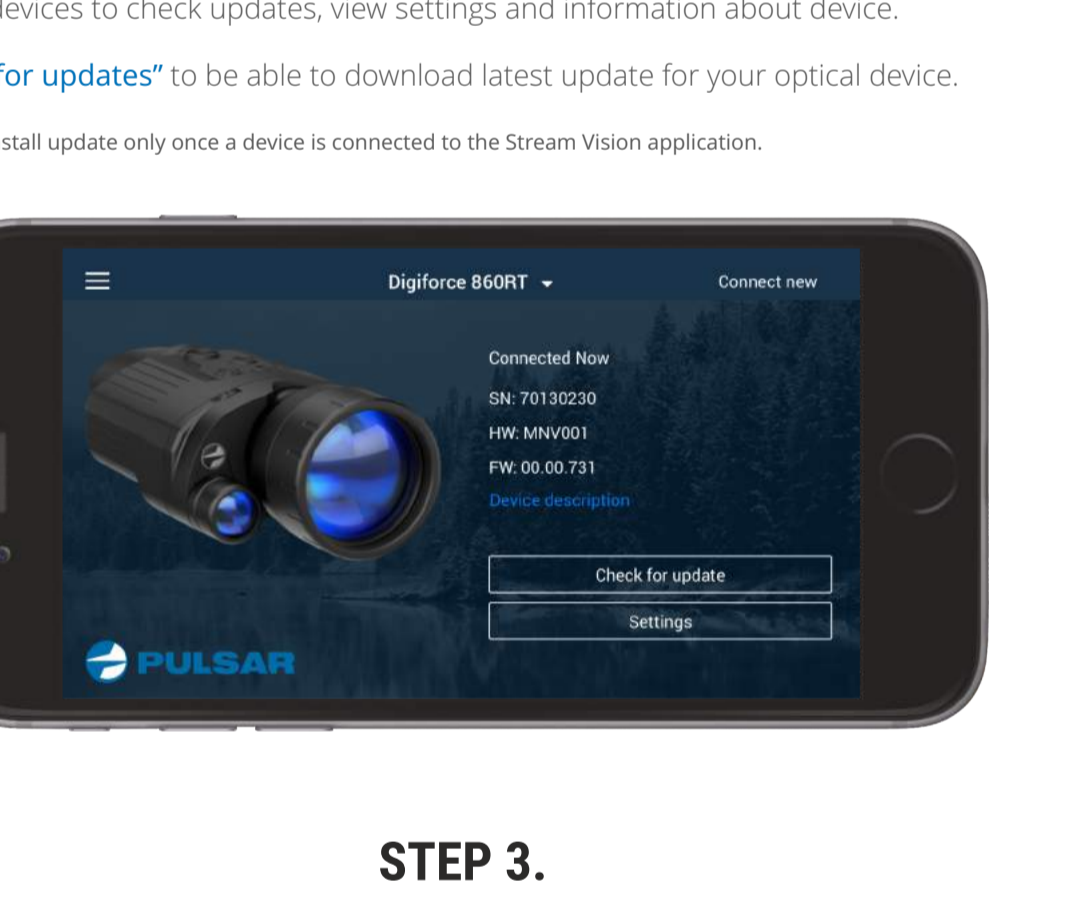 devices to check updates, view settings and information about device.
for updates” to be able to download latest update for your optical device.
stall update only once a device is connected to the Stream Vision application.
Digiforce 860RT
Connect new
Connected Now
SN: 70130230
HW: MNV001
FW: 00.00.731
Device description
Check for update
Settings
PULSAR
STEP 3.